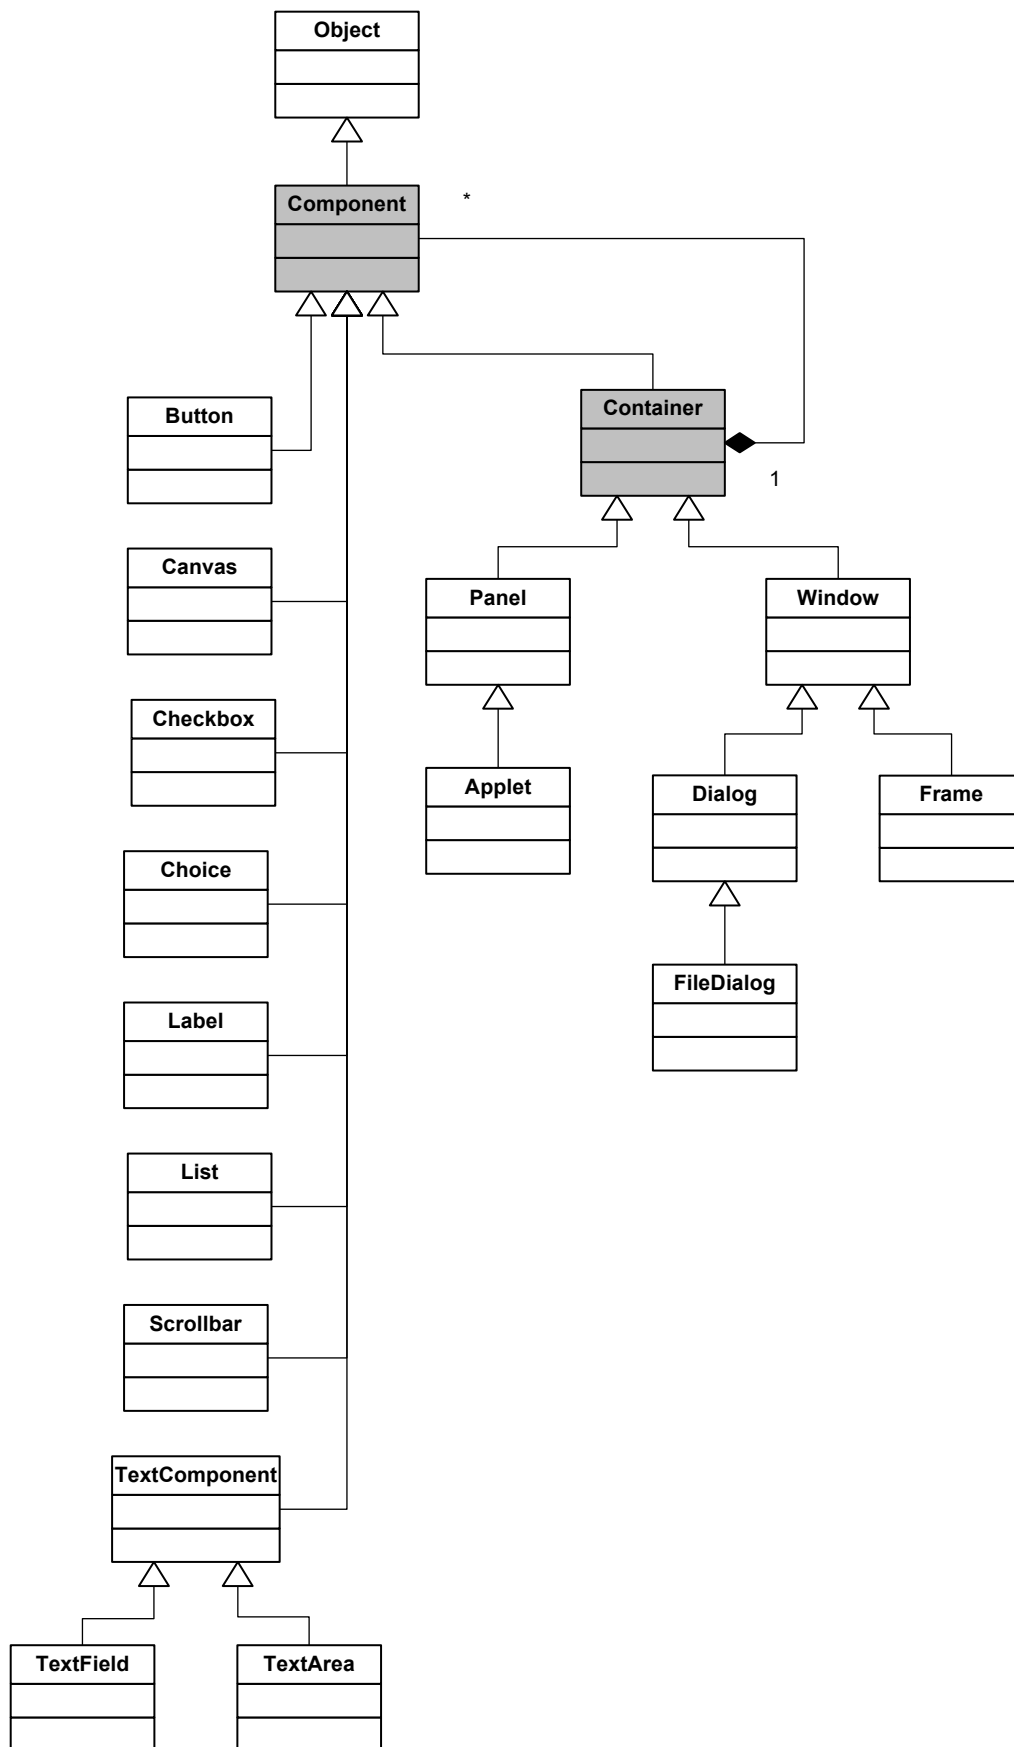 Object
Component
*
Button
Container
1
Canvas
Panel
Window
Checkbox
Applet
Dialog
Frame
Choice
FileDialog
Label
List
Scrollbar
TextComponent
TextField
TextArea